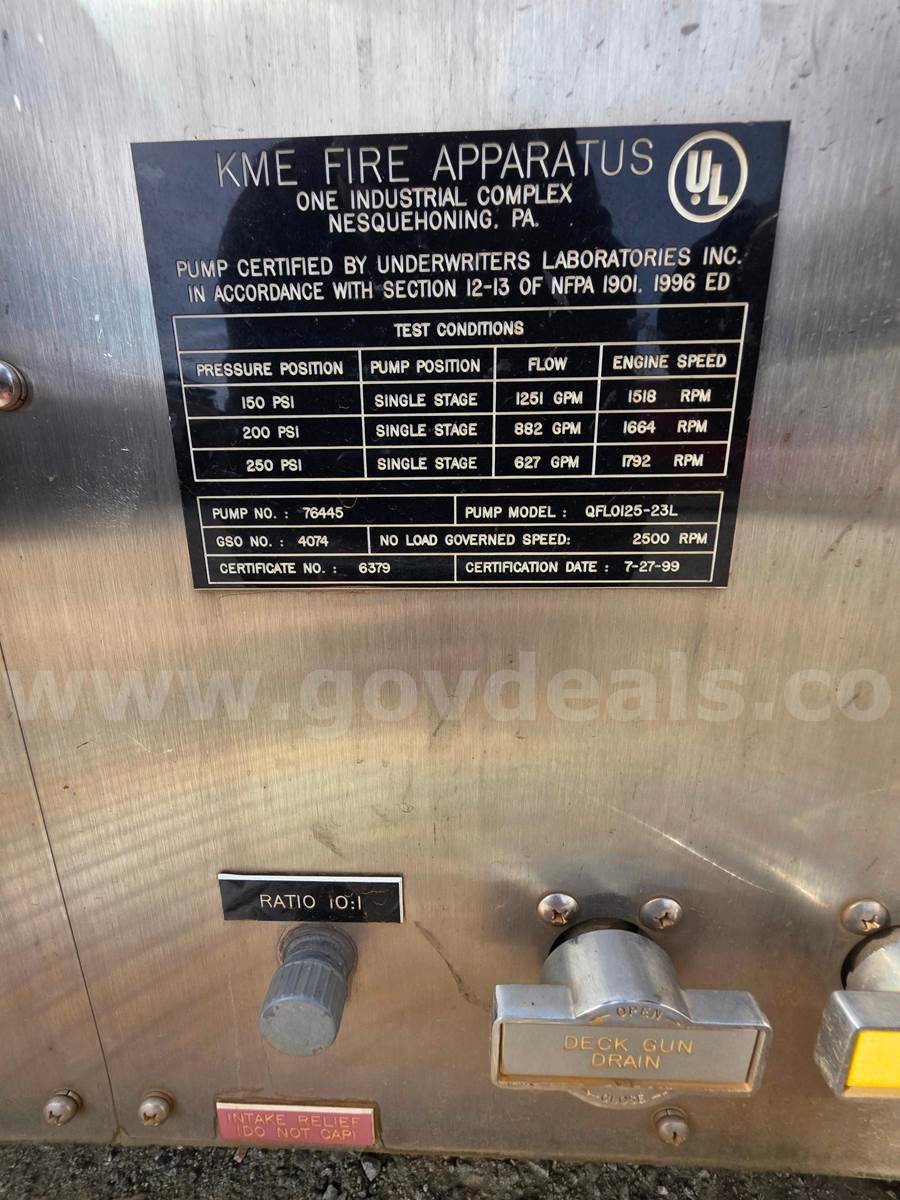 KME FIRE APPARATUS
UL
ONE INDUSTRIAL COMPLEX
NESQUEHONING, PA.
PUMP CERTIFIED BY UNDERWRITERS LABORATORIES INC.
IN ACCORDANCE WITH SECTION 12-13 OF NFPA 1901, 1996 ED
TEST CONDITIONS
PRESSURE POSITION PUMP POSITION FLOW ENGINE SPEED
150 PSI SINGLE STAGE 1251 GPM 1518 RPM
200 PSI SINGLE STAGE 882 GPM 1664 RPM
250 PSI SINGLE STAGE 627 GPM 1792 RPM
PUMP NO. : 76445 PUMP MODEL : QFLO125-23L
GSO NO. : 4074 NO LOAD GOVERNED SPEED: 2500 RPM
CERTIFICATE NO. : 6379 CERTIFICATION DATE : 7-27-99
www.govdeals.co
RATIO 10:1
OPEN
DECK GUN
DRAIN
CLOSE
INTAKE RELIEF
(DO NOT CAP)